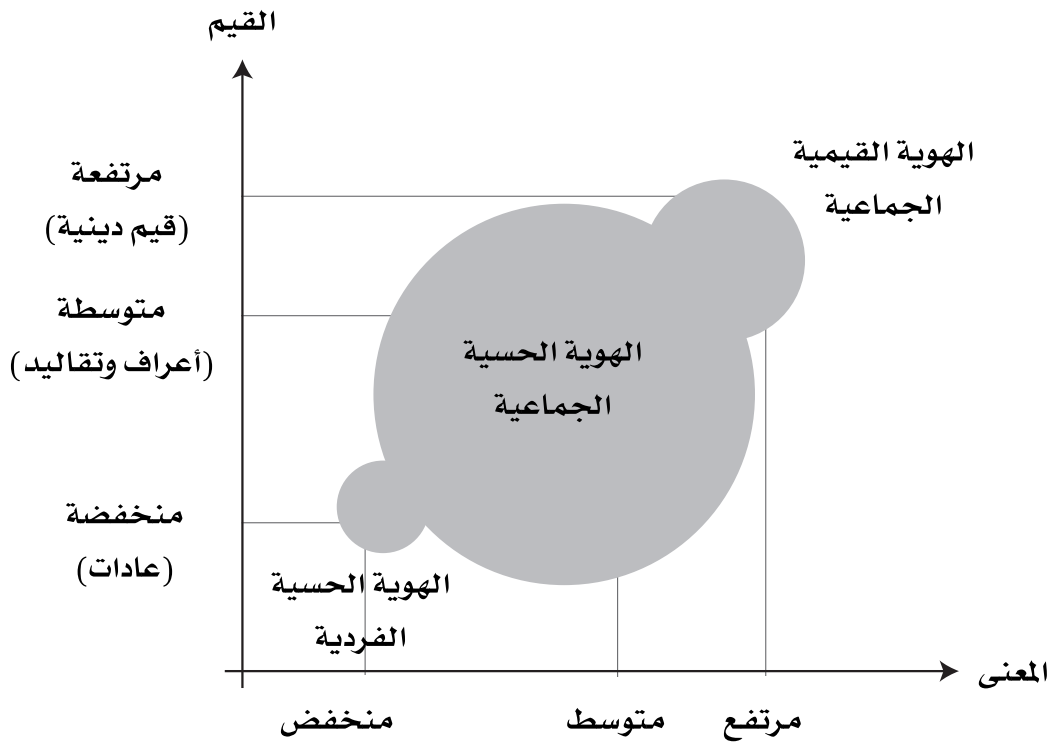 القيم
الهوية القيمية
الجماعية
مرتفعة
(قيم دينية)
متوسطة
(أعراف وتقاليد)
الهوية الحسية
الجماعية
منخفضة
(عادات)
الهوية الحسية
الفردية
المعنى
منخفض
متوسط
مرتفع